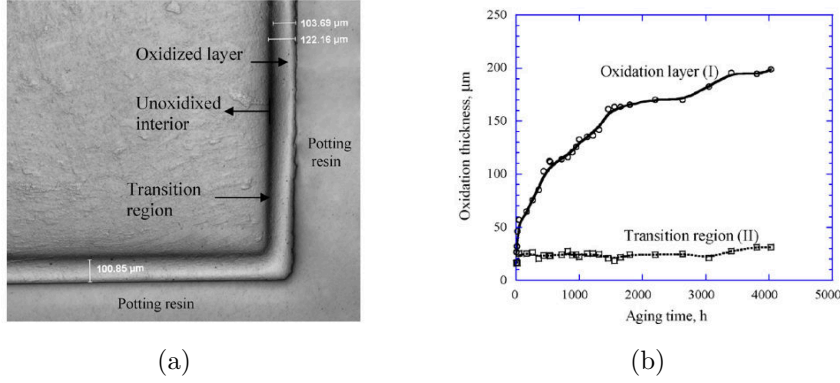 103.69 µm
122.16 µm
Oxidized layer
Unoxidixed
interior
Potting
resin
Transition
region
100.85 µm
Potting resin
(a)
250
200
150
100
50
0
Oxidation thickness, µm
Oxidation layer (I)
Transition region (II)
0
1000
2000
3000
4000
5000
Aging time, h
(b)